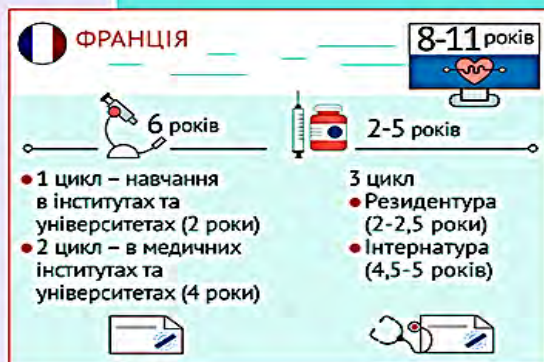 ФРАНЦІЯ
8-11 років
6 років
2-5 років
• 1 цикл – навчання
в інститутах та
університетах (2 роки)
• 2 цикл – в медичних
інститутах та
університетах (4 роки)
3 цикл
• Резидентура
(2-2,5 роки)
• Інтернатура
(4,5-5 років)